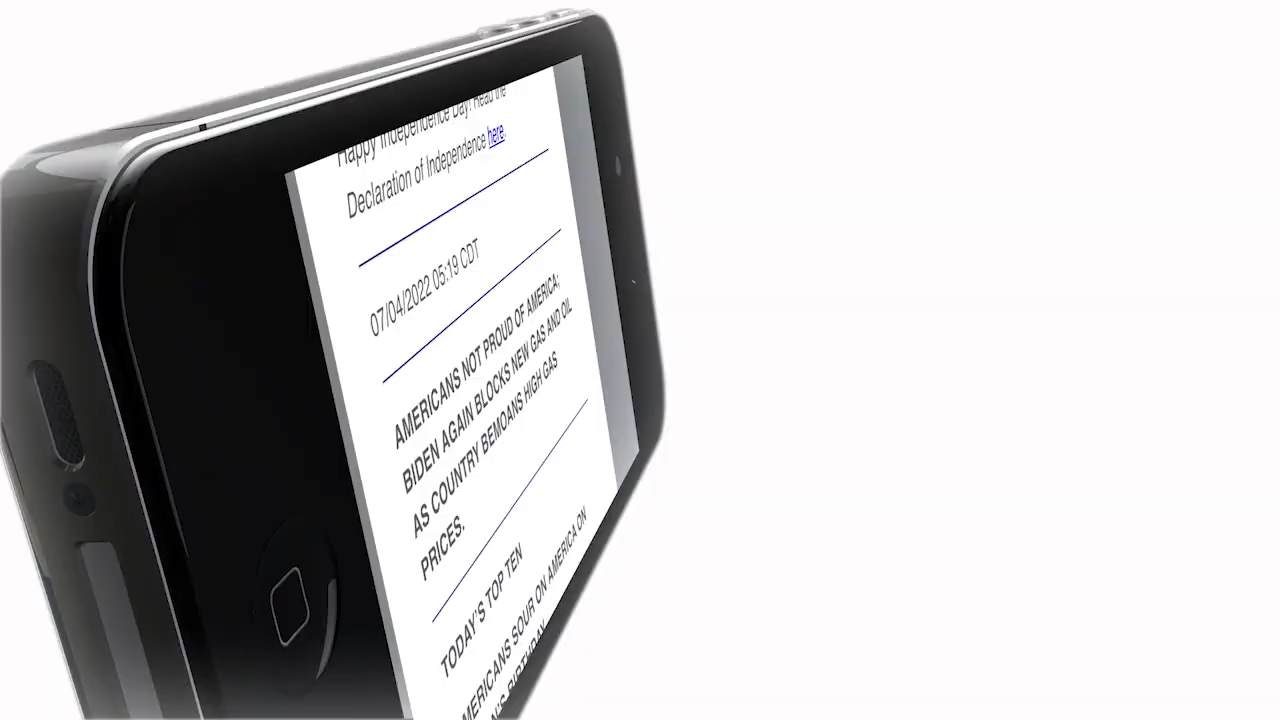 Happy Independence Day! Read the
Declaration of Independence here.
07/04/2022 05:19 CDT
AMERICANS NOT PROUD OF AMERICA;
BIDEN AGAIN BLOCKS NEW GAS AND OIL
AS COUNTRY BEMOANS HIGH GAS
PRICES.
TODAY'S TOP TEN
AMERICANS SOUR ON AMERICA ON
BIRTHDAY